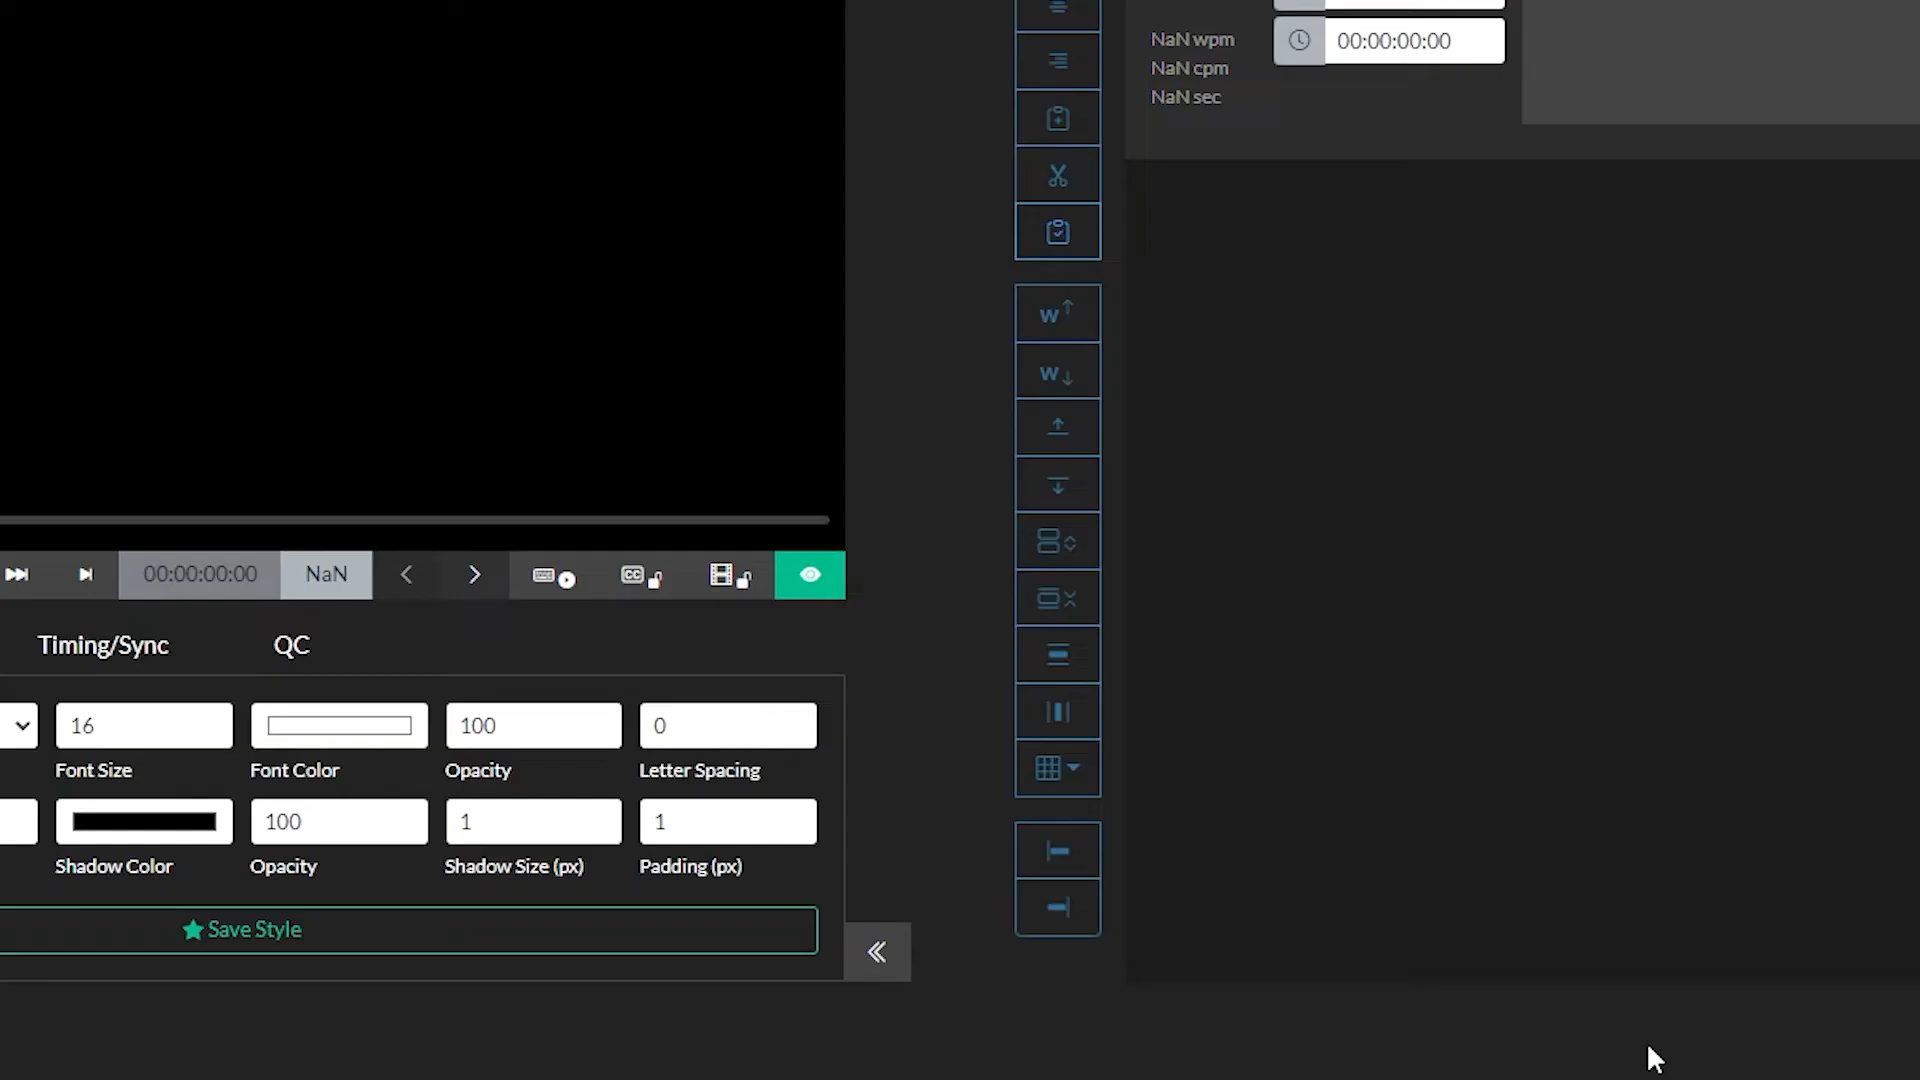 NaN wpm
00:00:00:00
NaN cpm
NaN sec
W
W
00:00:00:00
NaN
CC
Timing/Sync
QC
16
100
0
Font Size
Font Color
Opacity
Letter Spacing
100
1
1
Shadow Color
Opacity
Shadow Size (px)
Padding (px)
Save Style